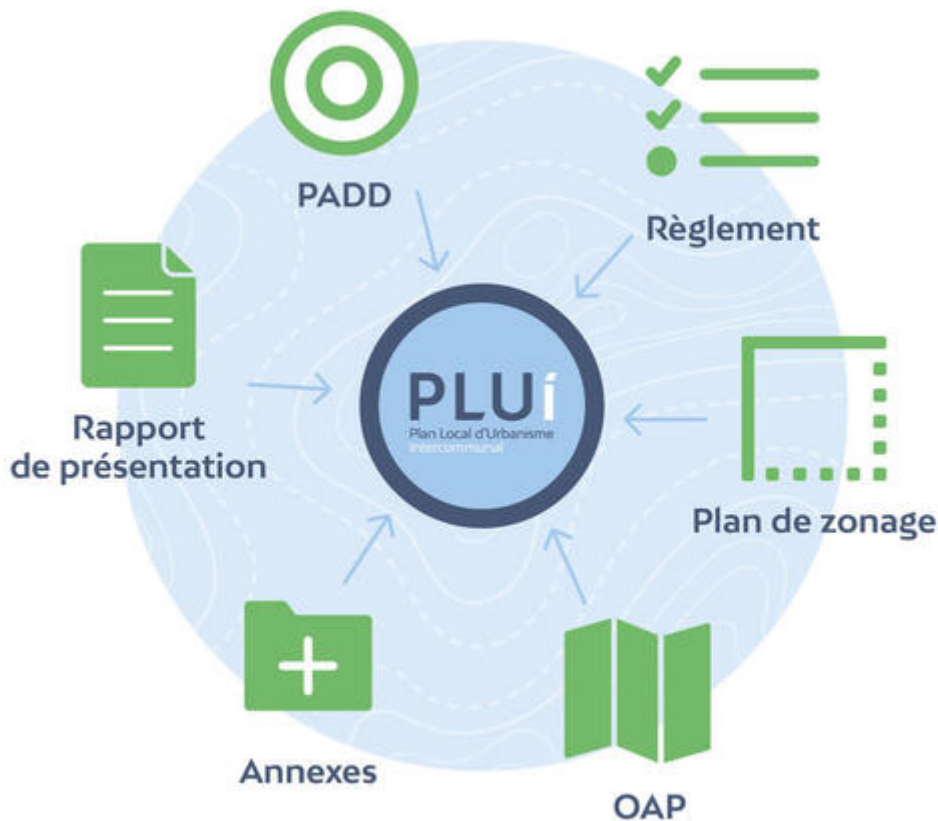 PADD
Règlement
Rapport
de présentation
PLUi
Plan Local d'Urbanisme
intercommunal
Plan de zonage
Annexes
OAP